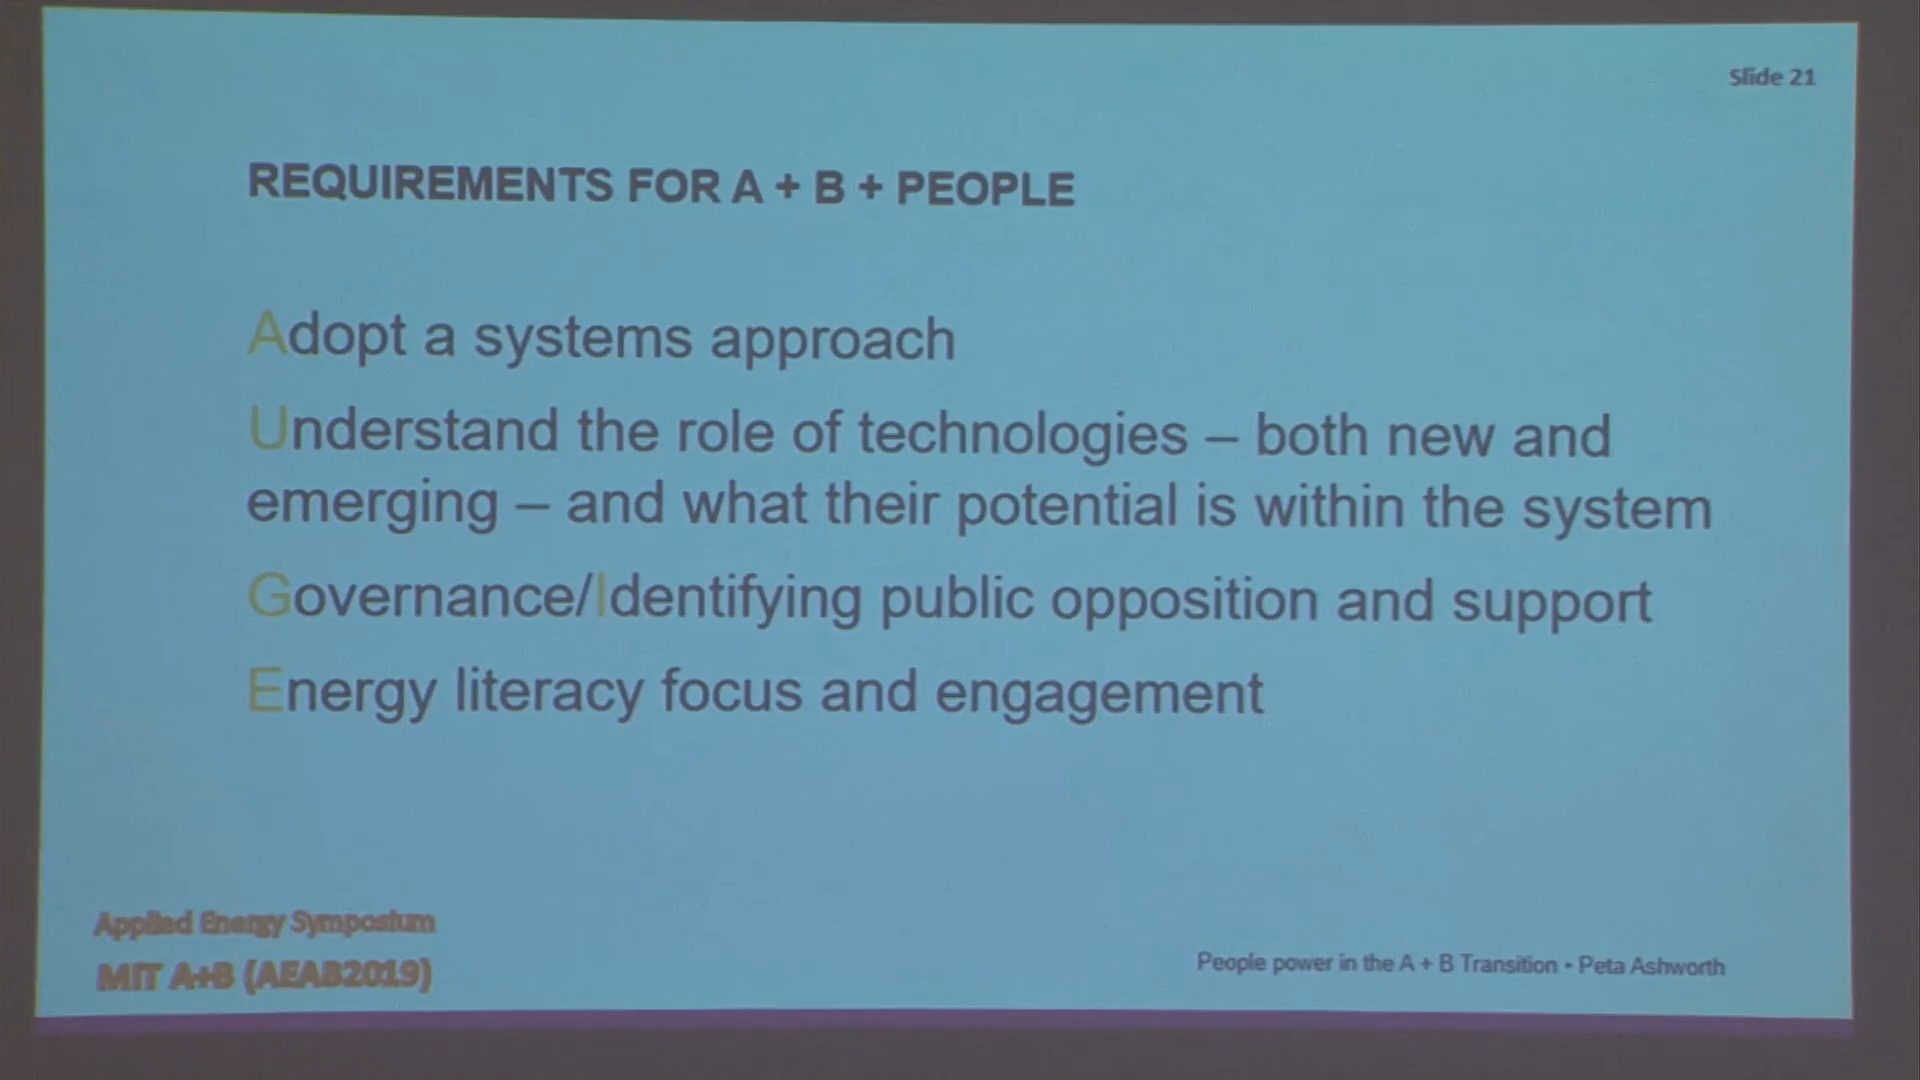 Slide 21
REQUIREMENTS FOR A + B + PEOPLE
Adopt a systems approach
Understand the role of technologies – both new and
emerging – and what their potential is within the system
Governance/Identifying public opposition and support
Energy literacy focus and engagement
Applied Energy Symposium
MIT A+B (AEAB2019)
People power in the A + B Transition • Peta Ashworth